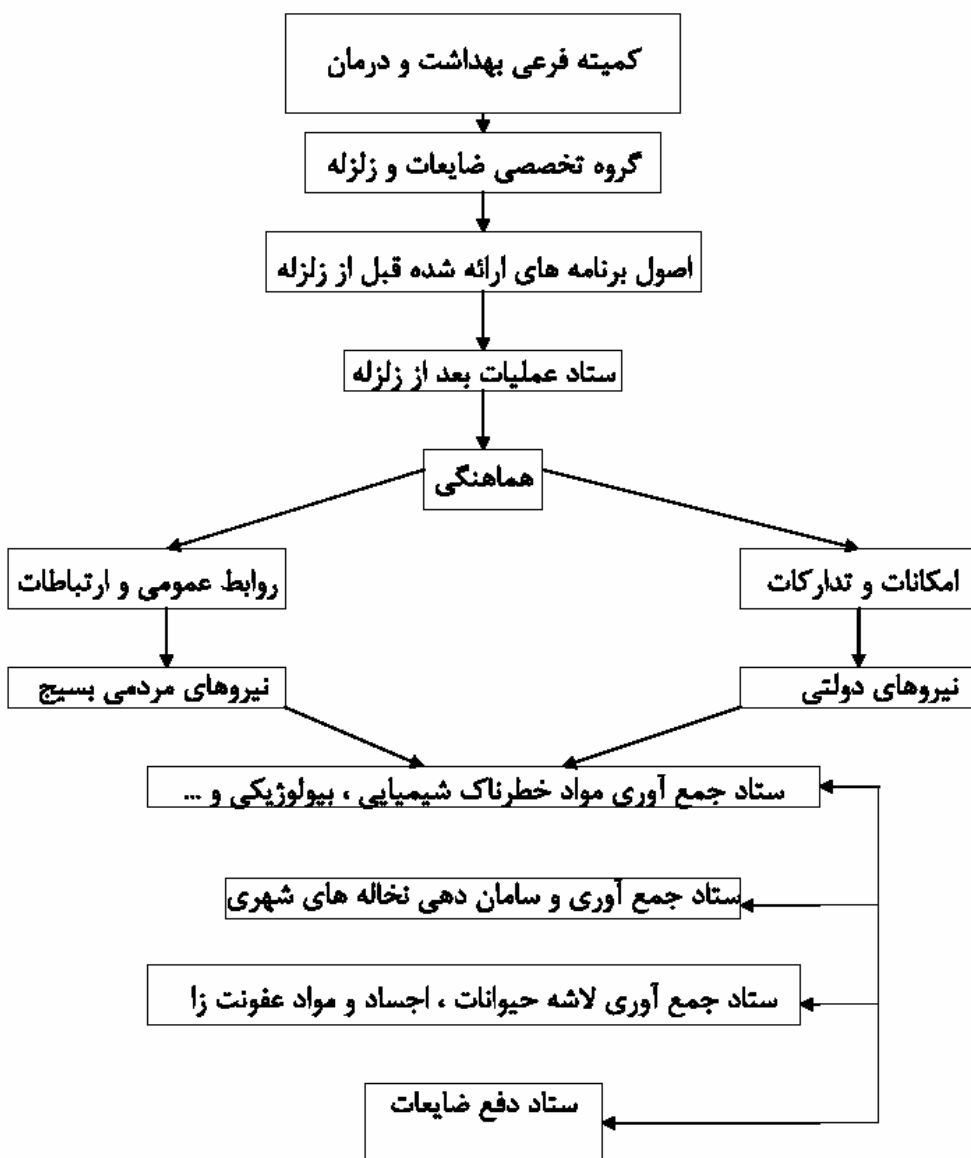 کمیته فرعی بهداشت و درمان
گروه تخصصی ضایعات و زلزله
اصول برنامه های ارائه شده قبل از زلزله
ستاد عملیات بعد از زلزله
هماهنگی
امکانات و تدارکات
روابط عمومی و ارتباطات
نیروهای دولتی
نیروهای مردمی بسیج
ستاد جمع آوری مواد خطرناک شیمیایی ، بیولوژیکی و ...
ستاد جمع آوری و سامان دهی نخاله های شهری
ستاد جمع آوری لاشه حیوانات ، اجساد و مواد عفونت زا
ستاد دفع ضایعات